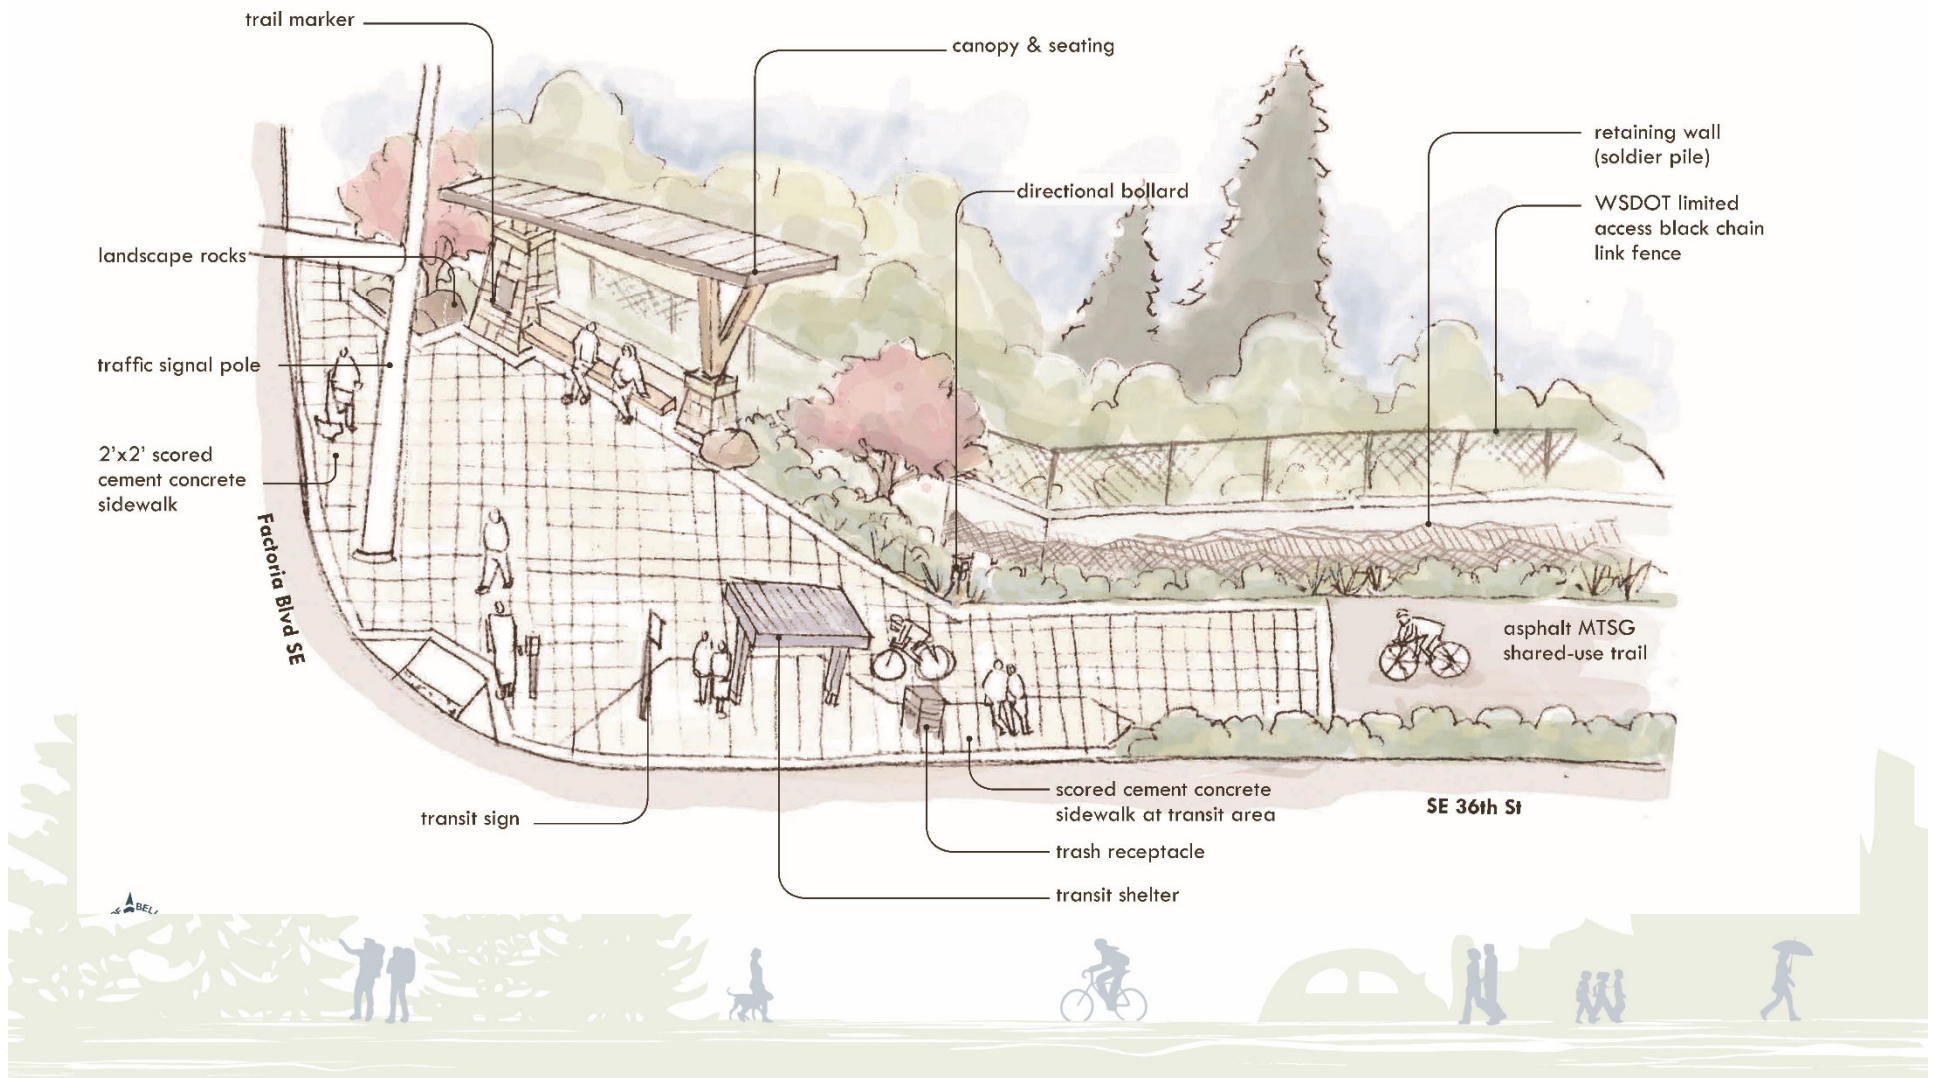 trail marker
canopy & seating
retaining wall
(soldier pile)
directional bollard
WSDOT limited
access black chain
link fence
landscape rocks
traffic signal pole
2'x2' scored
cement concrete
sidewalk
Factoria Blvd SE
asphalt MTSG
shared-use trail
scored cement concrete
sidewalk at transit area
SE 36th St
transit sign
trash receptacle
transit shelter